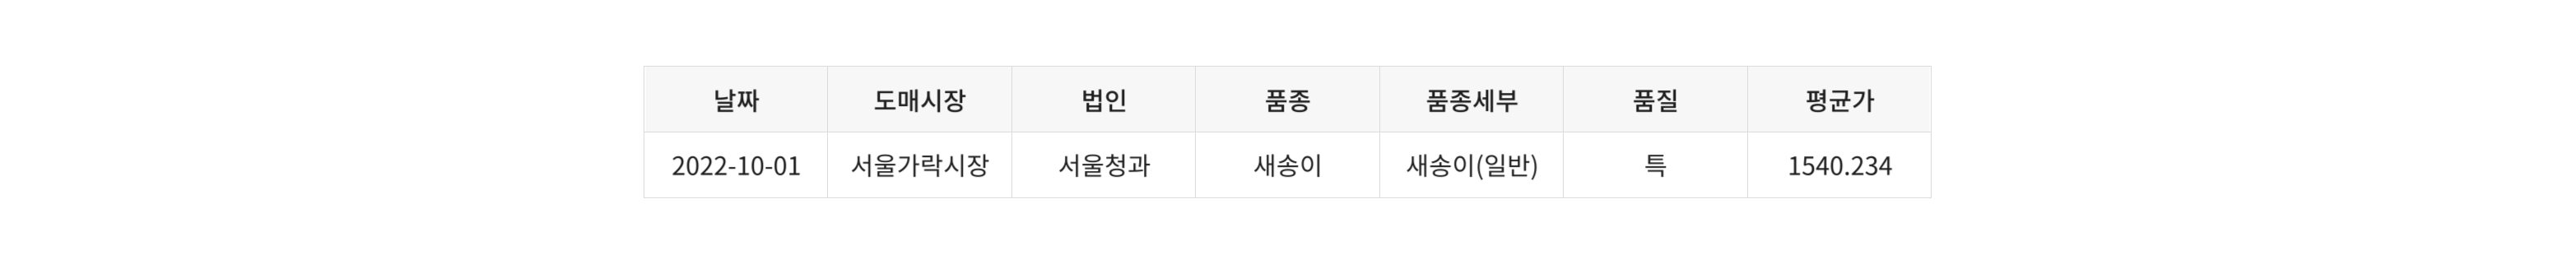 날짜 도매시장 법인 품종 품종세부 품질 평균가
2022-10-01 서울가락시장 서울청과 새송이 새송이(일반) 특 1540.234